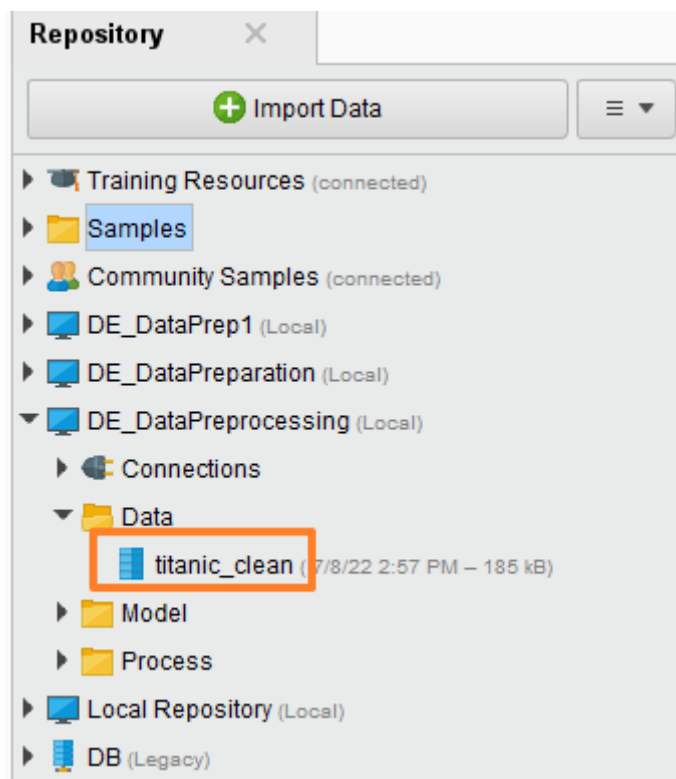 Repository
Import Data
Training Resources (connected)
Samples
Community Samples (connected)
DE_DataPrep1 (Local)
DE_DataPreparation (Local)
DE_DataPreprocessing (Local)
Connections
Data
titanic_clean (7/8/22 2:57 PM – 185 kB)
Model
Process
Local Repository (Local)
DB (Legacy)